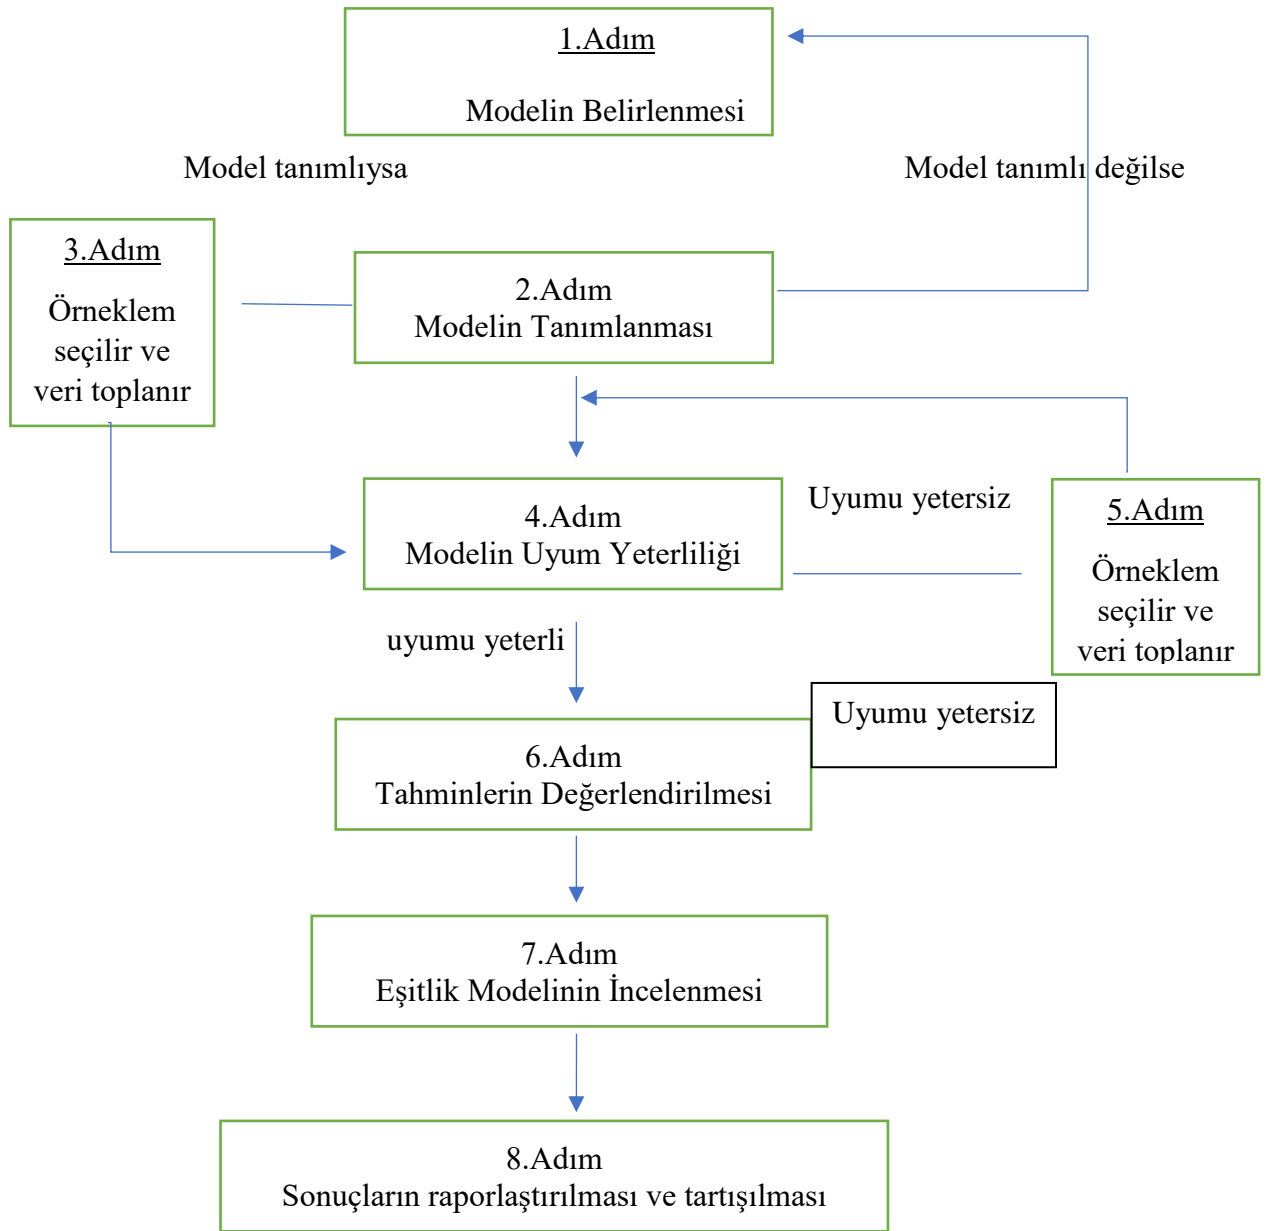 1.Adım
Modelin Belirlenmesi
Model tanımlıysa
Model tanımlı değilse
3.Adım
Örneklem
seçilir ve
veri toplanır
2.Adım
Modelin Tanımlanması
4.Adım
Modelin Uyum Yeterliliği
Uyumu yetersiz
5.Adım
Örneklem
seçilir ve
veri toplanır
uyumu yeterli
Uyumu yetersiz
6.Adım
Tahminlerin Değerlendirilmesi
7.Adım
Eşitlik Modelinin İncelenmesi
8.Adım
Sonuçların raporlaştırılması ve tartışılması